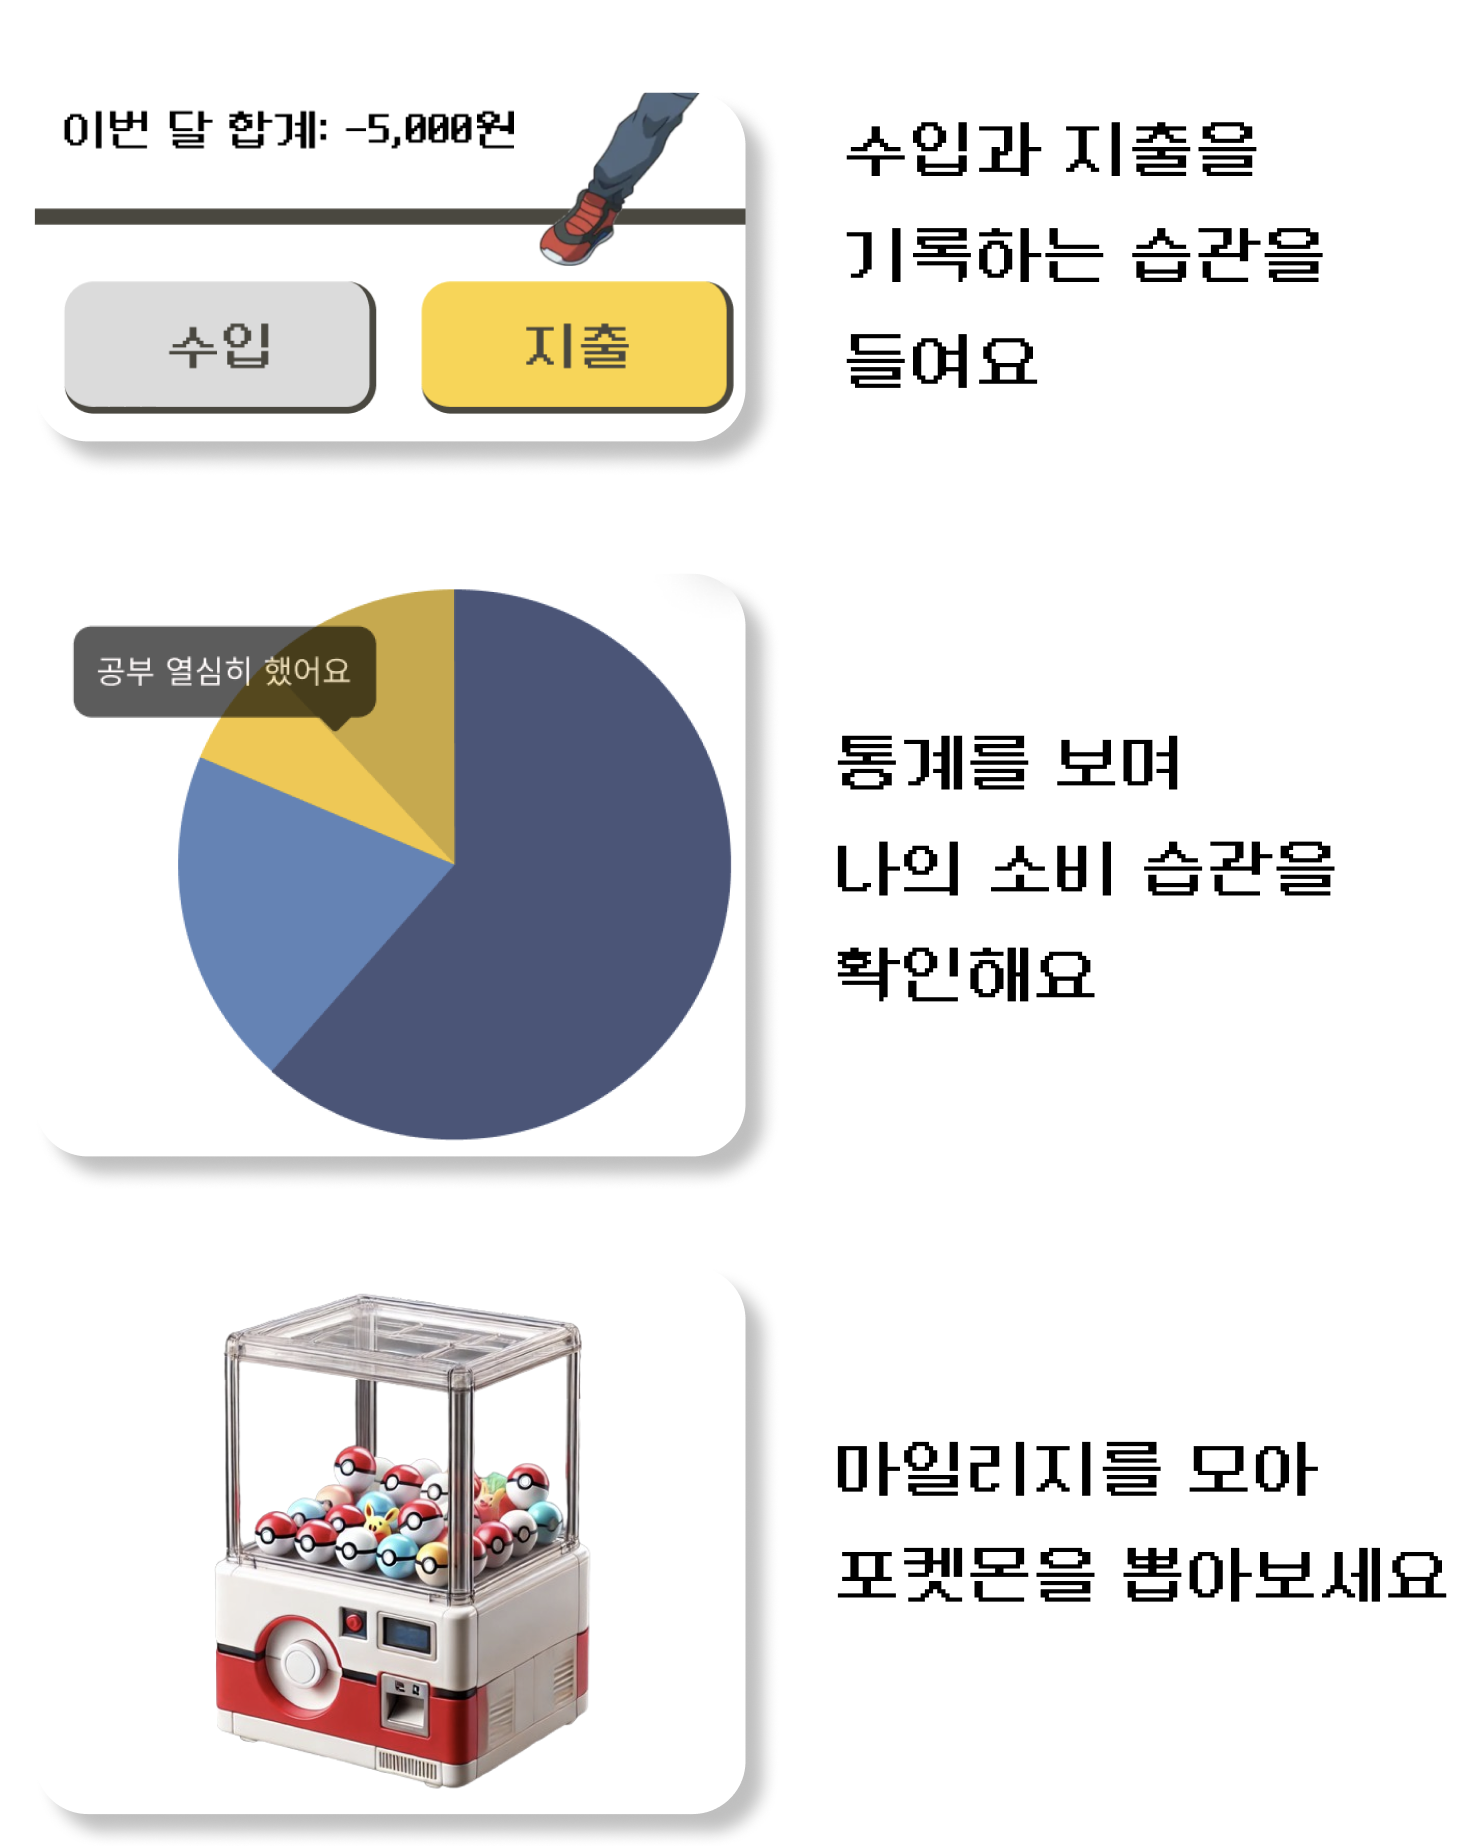 이번 달 합계: -5,000원
수입
지출
수입과 지출을
기록하는 습관을
들여요
공부 열심히 했어요
통계를 보며
나의 소비 습관을
확인해요
마일리지를 모아
포켓몬을 뽑아보세요